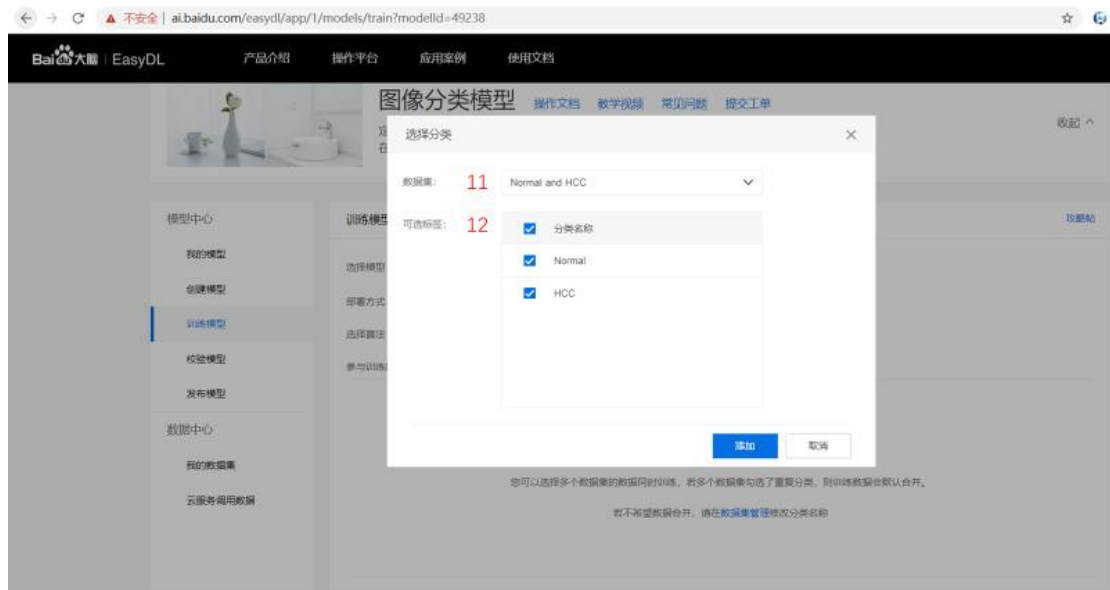 不安全 | ai.baidu.com/easydl/app/1/models/train?modelId=49238
Bai大脑 | EasyDL 产品介绍 操作平台 应用案例 使用文档
图像分类模型 操作文档 教学视频 常见问题 提交工单
收起
定
在
选择分类
数据集: 11 Normal and HCC
可选标签: 12 分类名称
Normal
HCC
添加 取消
模型中心
我的模型
创建模型
训练模型
校验模型
发布模型
数据中心
我的数据集
云服务调用数据
训练模型
选择模型
部署方式
选择算法
参与训练
您可以选择多个数据集的数据同时训练，若多个数据集勾选了重复分类，则训练数据会默认合并。
若不希望数据合并，请在数据集管理修改分类名称